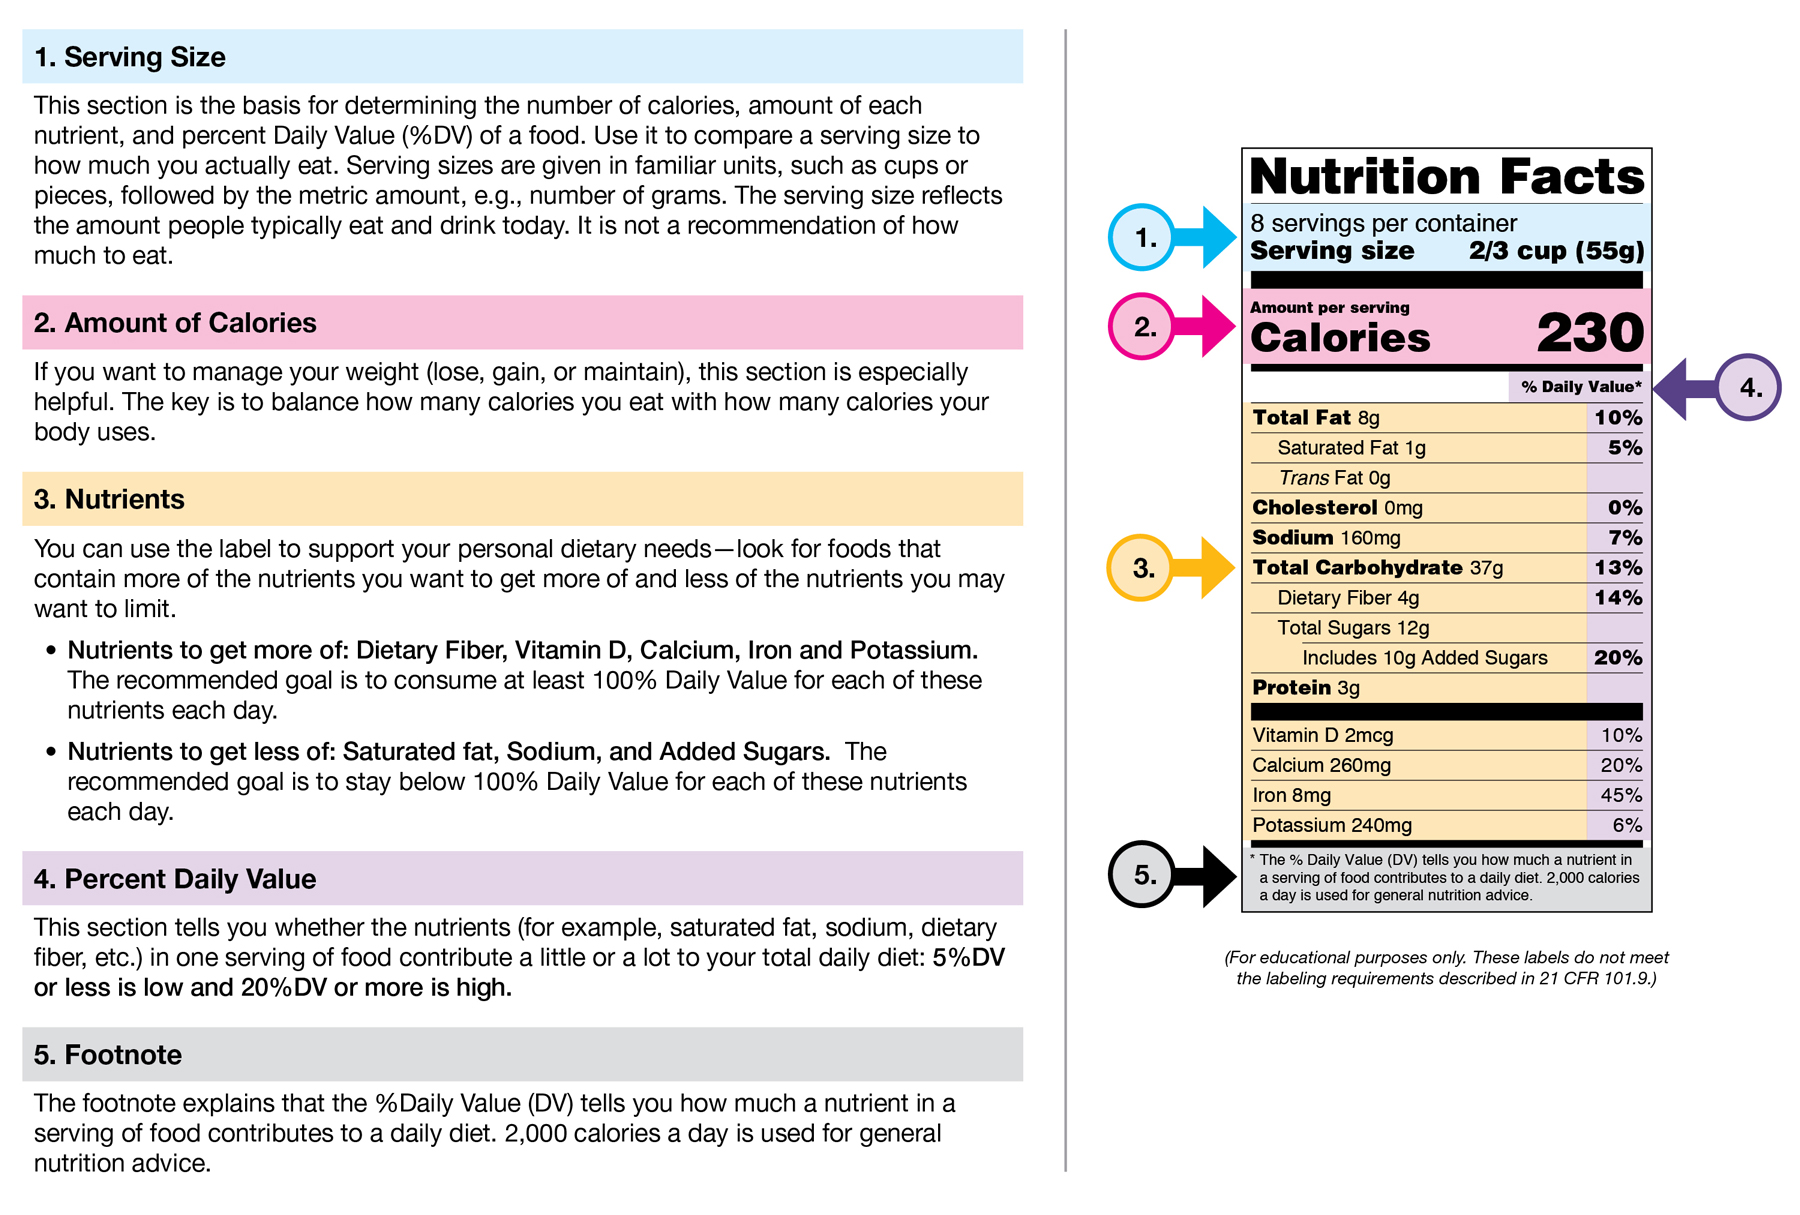 1. Serving Size
This section is the basis for determining the number of calories, amount of each
nutrient, and percent Daily Value (%DV) of a food. Use it to compare a serving size to
how much you actually eat. Serving sizes are given in familiar units, such as cups or
pieces, followed by the metric amount, e.g., number of grams. The serving size reflects
the amount people typically eat and drink today. It is not a recommendation of how
much to eat.
2. Amount of Calories
If you want to manage your weight (lose, gain, or maintain), this section is especially
helpful. The key is to balance how many calories you eat with how many calories your
body uses.
3. Nutrients
You can use the label to support your personal dietary needs—look for foods that
contain more of the nutrients you want to get more of and less of the nutrients you may
want to limit.
• Nutrients to get more of: Dietary Fiber, Vitamin D, Calcium, Iron and Potassium.
The recommended goal is to consume at least 100% Daily Value for each of these
nutrients each day.
• Nutrients to get less of: Saturated fat, Sodium, and Added Sugars. The
recommended goal is to stay below 100% Daily Value for each of these nutrients
each day.
4. Percent Daily Value
This section tells you whether the nutrients (for example, saturated fat, sodium, dietary
fiber, etc.) in one serving of food contribute a little or a lot to your total daily diet: 5%DV
or less is low and 20%DV or more is high.
5. Footnote
The footnote explains that the %Daily Value (DV) tells you how much a nutrient in a
serving of food contributes to a daily diet. 2,000 calories a day is used for general
nutrition advice.
Nutrition Facts
8 servings per container
1.
Serving size 2/3 cup (55g)
Amount per serving
2.
Calories 230
% Daily Value*
4.
Total Fat 8g 10%
Saturated Fat 1g 5%
Trans Fat 0g
Cholesterol 0mg 0%
Sodium 160mg 7%
3.
Total Carbohydrate 37g 13%
Dietary Fiber 4g 14%
Total Sugars 12g
Includes 10g Added Sugars 20%
Protein 3g
Vitamin D 2mcg 10%
Calcium 260mg 20%
Iron 8mg 45%
Potassium 240mg 6%
5.
* The % Daily Value (DV) tells you how much a nutrient in
a serving of food contributes to a daily diet. 2,000 calories
a day is used for general nutrition advice.
(For educational purposes only. These labels do not meet
the labeling requirements described in 21 CFR 101.9.)